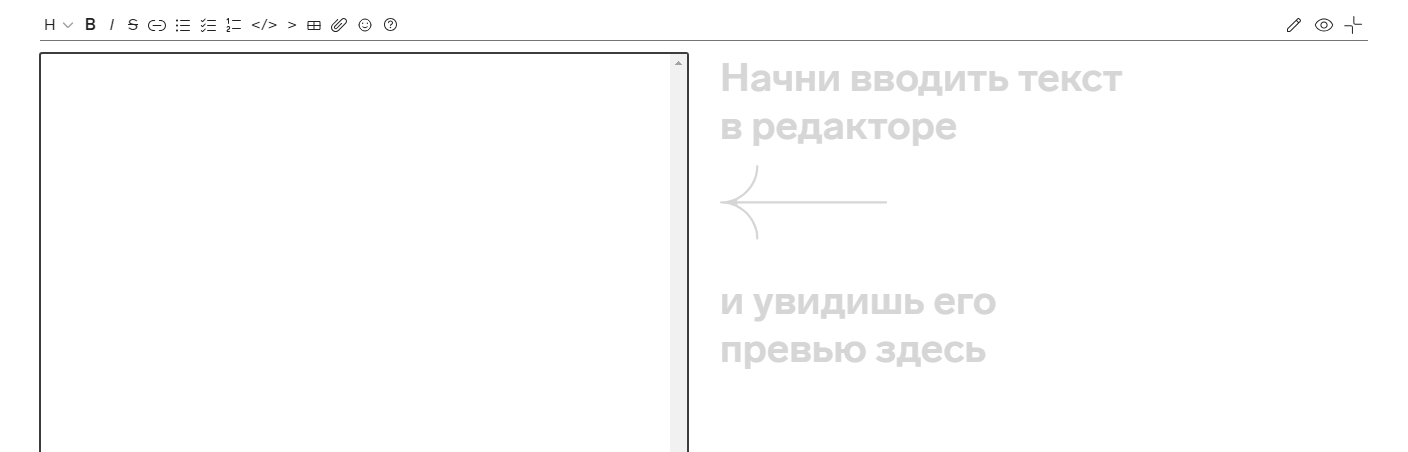 H B I S </> >
Начни вводить текст
в редакторе
и увидишь его
превью здесь